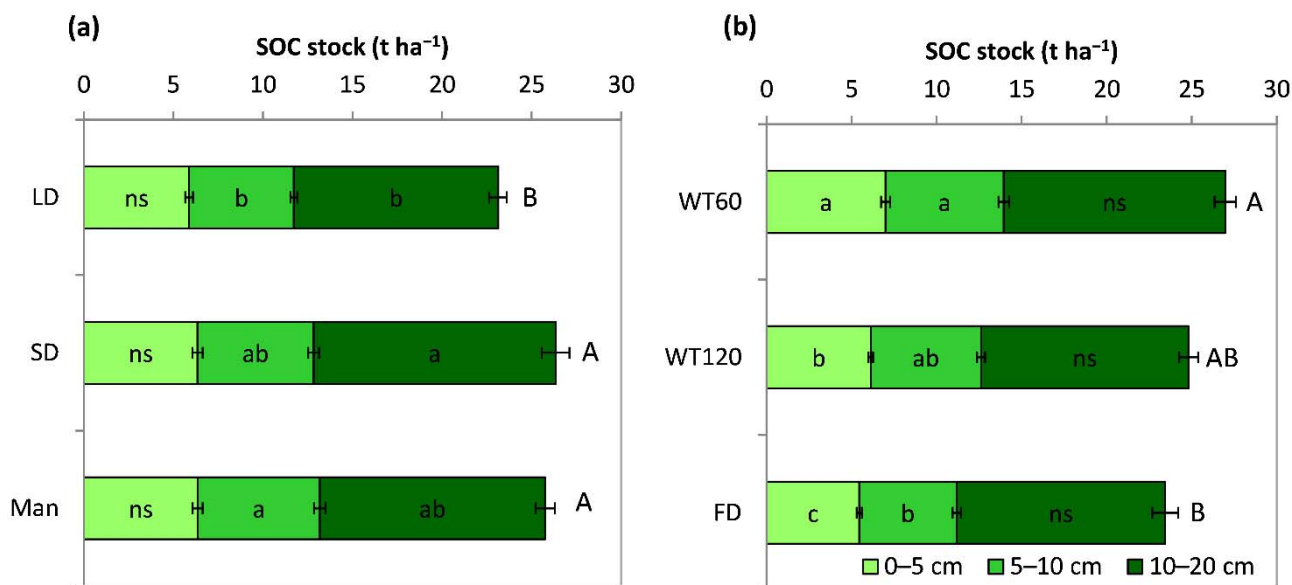 (a)
SOC stock (t ha⁻¹)
0 5 10 15 20 25 30
LD ns b b B
SD ns ab a A
Man ns a ab A
(b)
SOC stock (t ha⁻¹)
0 5 10 15 20 25 30
WT60 a a ns A
WT120 b ab ns AB
FD c b ns B
0–5 cm 5–10 cm 10–20 cm